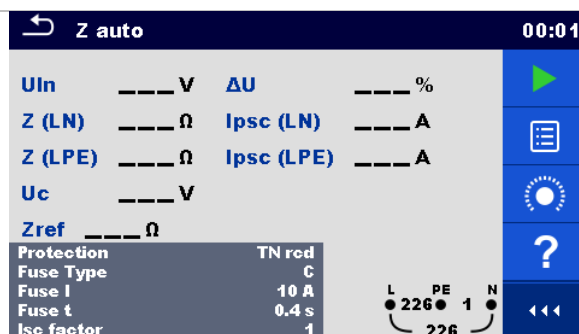 Z auto 00:01
Uln ___V ΔU ___%
Z (LN) ___Ω Ipsc (LN) ___A
Z (LPE) ___Ω Ipsc (LPE) ___A
Uc ___V
Zref ___Ω
Protection TN rcd
Fuse Type C
Fuse I 10 A
Fuse t 0.4 s
Isc factor 1
L PE N
226 1
226
?